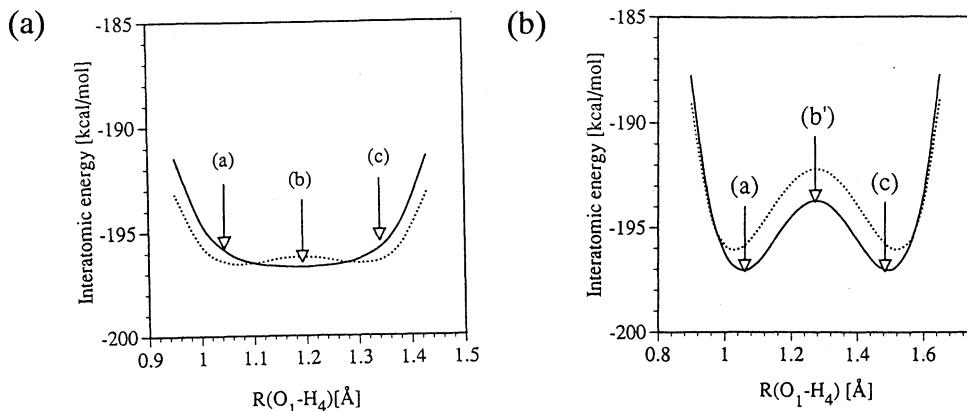 (a)
-185
-190
-195
-200
Interatomic energy [kcal/mol]
(a)
(b)
(c)
0.9 1 1.1 1.2 1.3 1.4 1.5
R(O1-H4)[Å]
(b)
-185
-190
-195
-200
Interatomic energy [kcal/mol]
(a)
(b')
(c)
0.8 1 1.2 1.4 1.6
R(O1-H4) [Å]